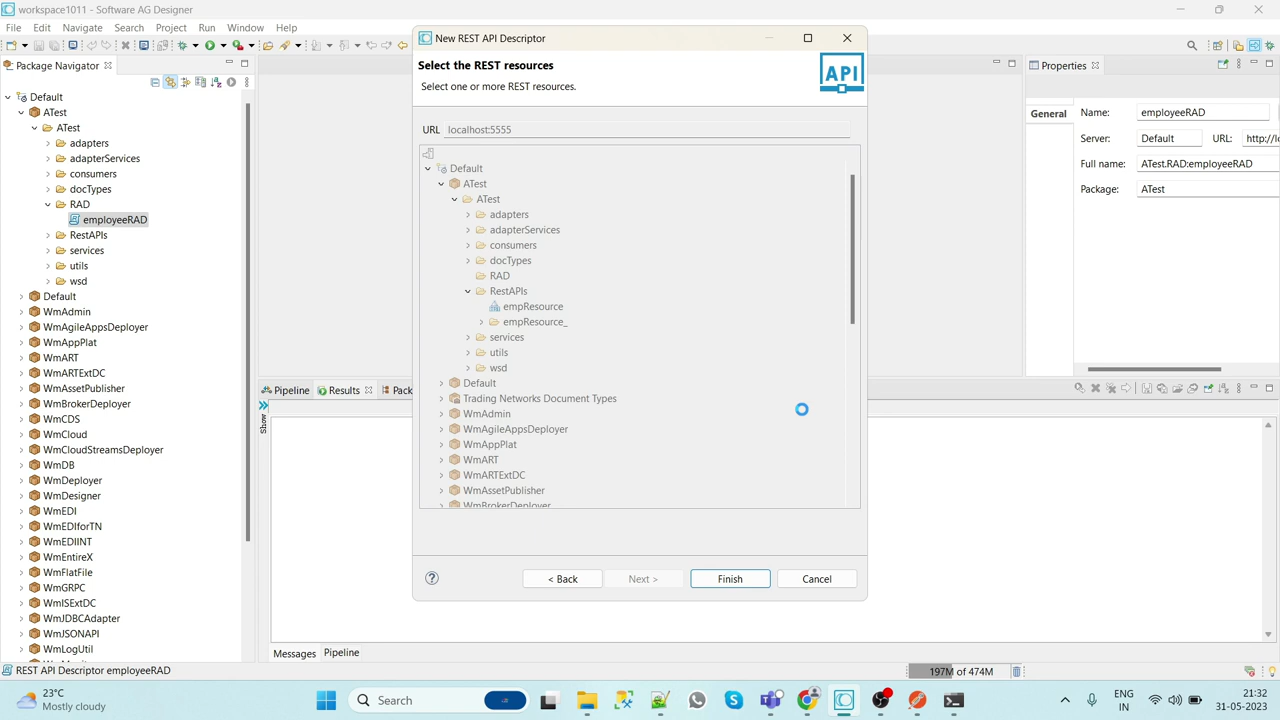 workspace1011 - Software AG Designer
File Edit Navigate Search Project Run Window Help
Package Navigator
Default
ATest
ATest
adapters
adapterServices
consumers
docTypes
RAD
employeeRAD
RestAPIs
services
utils
wsd
Default
WmAdmin
WmAgileAppsDeployer
WmAppPlat
WmART
WmARTExtDC
WmAssetPublisher
WmBrokerDeployer
WmCDS
WmCloud
WmCloudStreamsDeployer
WmDB
WmDeployer
WmDesigner
WmEDI
WmEDIforTN
WmEDIINT
WmEntireX
WmFlatFile
WmGRPC
WmISExtDC
WmJDBCAdapter
WmJSONAPI
WmLogUtil
REST API Descriptor employeeRAD
New REST API Descriptor
Select the REST resources
Select one or more REST resources.
API
URL localhost:5555
Default
ATest
ATest
adapters
adapterServices
consumers
docTypes
RAD
RestAPIs
empResource
empResource_
services
utils
wsd
Default
Trading Networks Document Types
WmAdmin
WmAgileAppsDeployer
WmAppPlat
WmART
WmARTExtDC
WmAssetPublisher
WmBrokerDeployer
< Back Next > Finish Cancel
Pipeline Results Pack
Show
Messages Pipeline
Properties
General
Name: employeeRAD
Server: Default URL: http://lo
Full name: ATest.RAD:employeeRAD
Package: ATest
197M of 474M
23°C
Mostly cloudy
Search
ENG
IN
21:32
31-05-2023